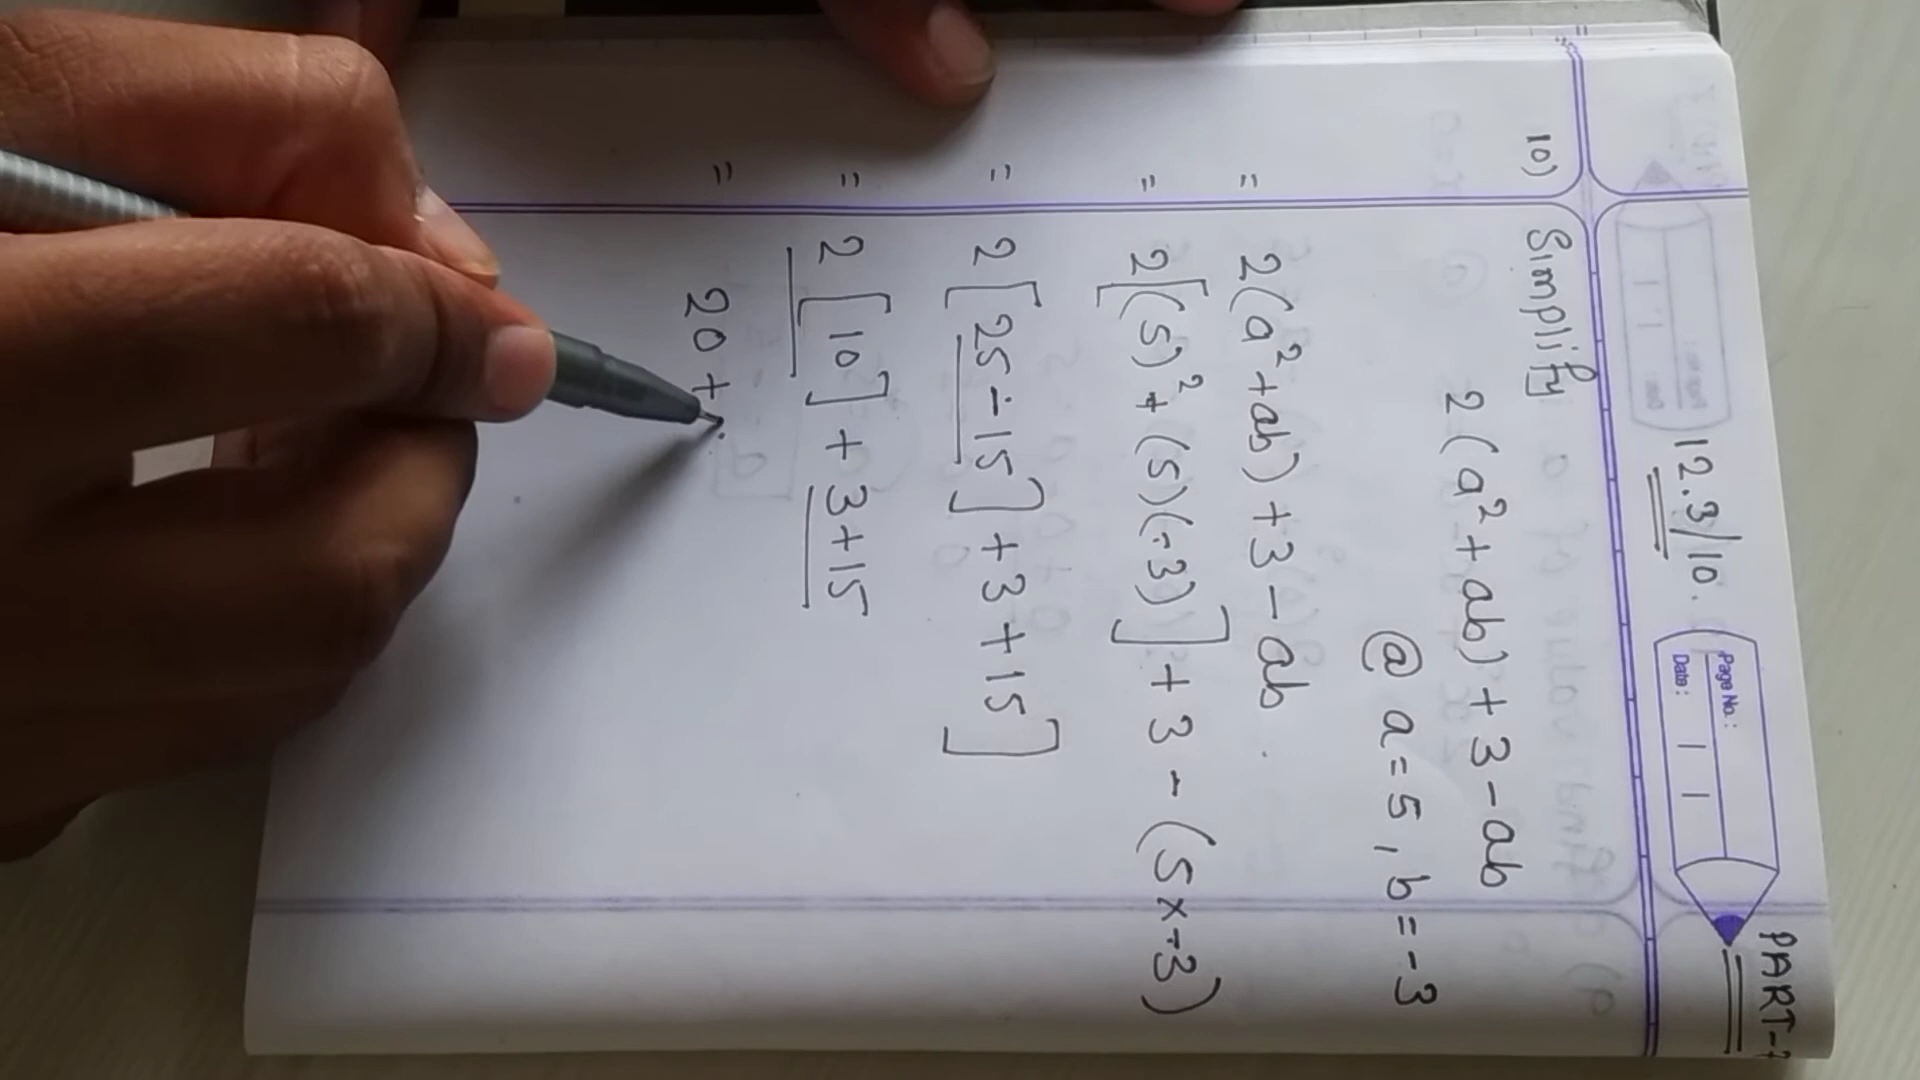 PART-7
Page No.:
Date:
12.3/10.
10) Simplify
2(a²+ab)+3-ab
@ a=5, b=-3
= 2(a²+ab)+3-ab.
= 2[(5)²+(5)(-3)]+3-(5x-3)
= 2[25-15]+3+15]
= 2[10]+3+15
= 20+